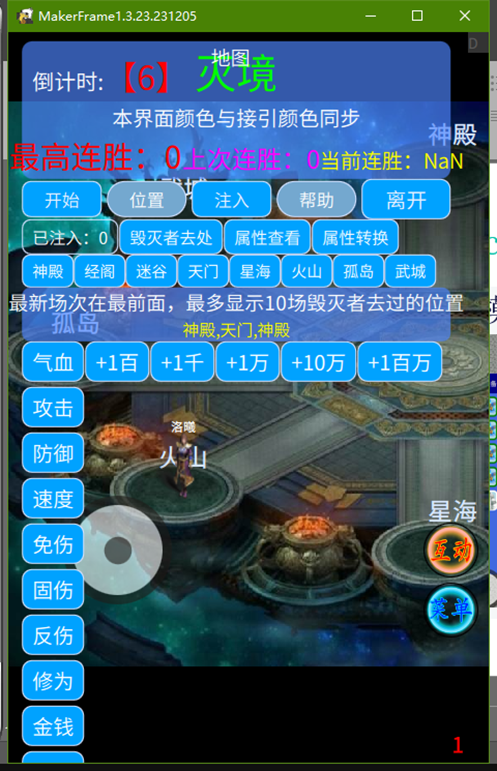 MakerFrame1.3.23.231205
地图
倒计时:【6】 灭境
本界面颜色与接引颜色同步
神殿
最高连胜：0上次连胜：0当前连胜：NaN
武城
开始 位置 注入 帮助 离开
已注入：0 毁灭者去处 属性查看 属性转换
神殿 经阁 迷谷 天门 星海 火山 孤岛 武城
最新场次在最前面，最多显示10场毁灭者去过的位置
孤岛
神殿,天门,神殿
气血 +1百 +1千 +1万 +10万 +1百万
攻击
洛曦
防御
火山
速度
星海
免伤
互动
固伤
菜单
反伤
修为
金钱
1